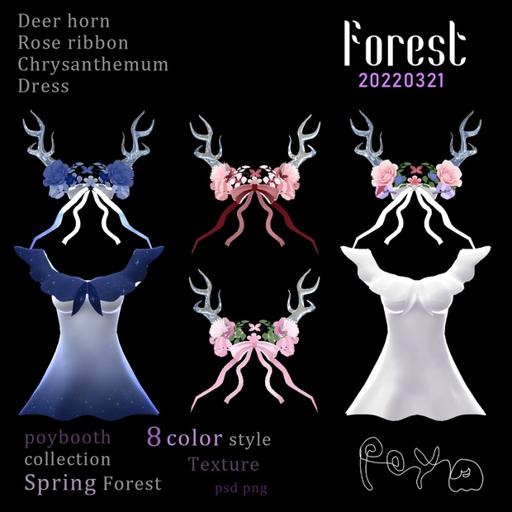 Deer horn
Rose ribbon
Chrysanthemum
Dress
Forest
20220321
poybooth
collection
Spring Forest
8 color style
Texture
psd png
Poyo